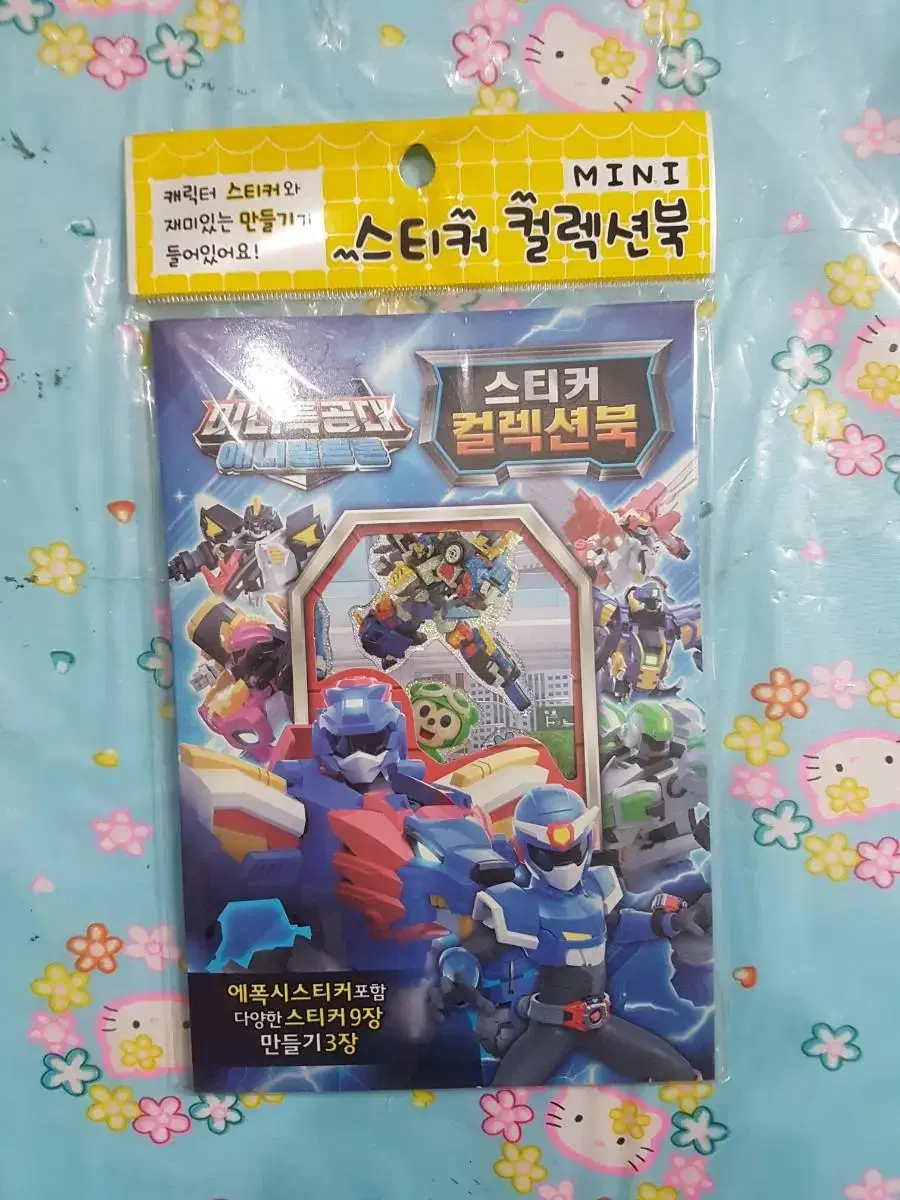 캐릭터 스티커와
재미있는 만들기가
들어있어요!
MINI
스티커 컬렉션북
미니특공대
애니멀트론
스티커
컬렉션북
에폭시스티커포함
다양한스티커9장
만들기3장